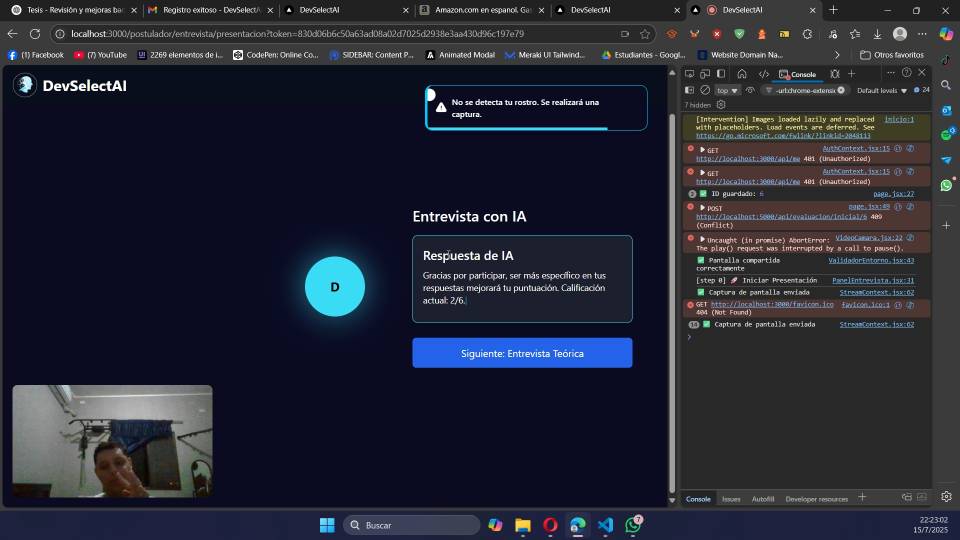 Tesis - Revisión y mejoras bac
Registro exitoso - DevSelectA
DevSelectAI
Amazon.com en espanol. Gas
DevSelectAI
DevSelectAI
localhost:3000/postulador/entrevista/presentacion?token=830d06b6c50a63ad08a02d7025d2938e3aa430d96c197e79
(1) Facebook
(7) YouTube
2269 elementos de i...
CodePen: Online Co...
SIDEBAR: Content P...
Animated Modal
Meraki UI Tailwind...
Estudiantes - Googl...
Website Domain Na...
Otros favoritos
DevSelectAI
No se detecta tu rostro. Se realizará una
captura.
Entrevista con IA
D
Respuesta de IA
Gracias por participar, ser más específico en tus
respuestas mejorará tu puntuación. Calificación
actual: 2/6.
Siguiente: Entrevista Teórica
Console
top
-url:chrome-extensi
Default levels
24
7 hidden
[Intervention] Images loaded lazily and replaced inicio:1
with placeholders. Load events are deferred. See
https://go.microsoft.com/fwlink/?linkid=2048113
GET AuthContext.jsx:15
http://localhost:3000/api/me 401 (Unauthorized)
GET AuthContext.jsx:15
http://localhost:3000/api/me 401 (Unauthorized)
2 ID guardado: 6 page.jsx:27
POST page.jsx:49
http://localhost:5000/api/evaluacion/inicial/6 409
(Conflict)
Uncaught (in promise) AbortError: VideoCamara.jsx:22
The play() request was interrupted by a call to pause().
Pantalla compartida ValidadorEntorno.jsx:43
correctamente
[step 0] 🚀 Iniciar Presentación PanelEntrevista.jsx:31
Captura de pantalla enviada StreamContext.jsx:62
GET http://localhost:3000/favicon.ico favicon.ico:1
404 (Not Found)
14 Captura de pantalla enviada StreamContext.jsx:62
Console
Issues
Autofill
Developer resources
Buscar
7
22:23:02
15/7/2025